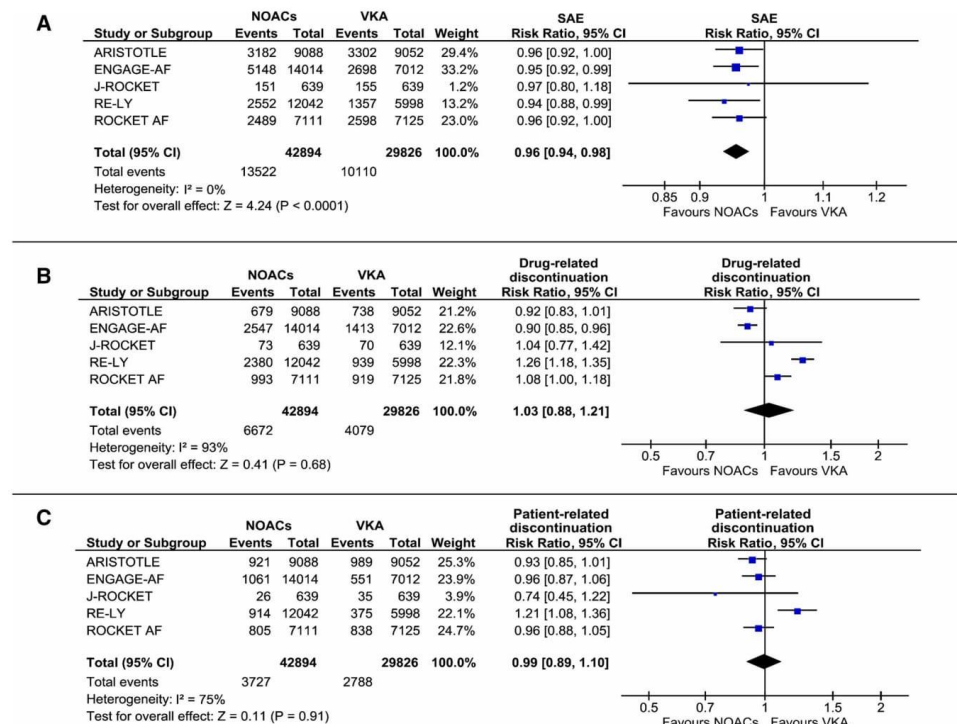 A
NOACs VKA SAE SAE
Study or Subgroup Events Total Events Total Weight Risk Ratio, 95% CI Risk Ratio, 95% CI
ARISTOTLE 3182 9088 3302 9052 29.4% 0.96 [0.92, 1.00]
ENGAGE-AF 5148 14014 2698 7012 33.2% 0.95 [0.92, 0.99]
J-ROCKET 151 639 155 639 1.2% 0.97 [0.80, 1.18]
RE-LY 2552 12042 1357 5998 13.2% 0.94 [0.88, 0.99]
ROCKET AF 2489 7111 2598 7125 23.0% 0.96 [0.92, 1.00]
Total (95% CI) 42894 29826 100.0% 0.96 [0.94, 0.98]
Total events 13522 10110
Heterogeneity: I² = 0%
Test for overall effect: Z = 4.24 (P < 0.0001)
0.85 0.9 1 1.1 1.2
Favours NOACs Favours VKA
B
Drug-related Drug-related
NOACs VKA discontinuation discontinuation
Study or Subgroup Events Total Events Total Weight Risk Ratio, 95% CI Risk Ratio, 95% CI
ARISTOTLE 679 9088 738 9052 21.2% 0.92 [0.83, 1.01]
ENGAGE-AF 2547 14014 1413 7012 22.6% 0.90 [0.85, 0.96]
J-ROCKET 73 639 70 639 12.1% 1.04 [0.77, 1.42]
RE-LY 2380 12042 939 5998 22.3% 1.26 [1.18, 1.35]
ROCKET AF 993 7111 919 7125 21.8% 1.08 [1.00, 1.18]
Total (95% CI) 42894 29826 100.0% 1.03 [0.88, 1.21]
Total events 6672 4079
Heterogeneity: I² = 93%
Test for overall effect: Z = 0.41 (P = 0.68)
0.5 0.7 1 1.5 2
Favours NOACs Favours VKA
C
Patient-related Patient-related
NOACs VKA discontinuation discontinuation
Study or Subgroup Events Total Events Total Weight Risk Ratio, 95% CI Risk Ratio, 95% CI
ARISTOTLE 921 9088 989 9052 25.3% 0.93 [0.85, 1.01]
ENGAGE-AF 1061 14014 551 7012 23.9% 0.96 [0.87, 1.06]
J-ROCKET 26 639 35 639 3.9% 0.74 [0.45, 1.22]
RE-LY 914 12042 375 5998 22.1% 1.21 [1.08, 1.36]
ROCKET AF 805 7111 838 7125 24.7% 0.96 [0.88, 1.05]
Total (95% CI) 42894 29826 100.0% 0.99 [0.89, 1.10]
Total events 3727 2788
Heterogeneity: I² = 75%
Test for overall effect: Z = 0.11 (P = 0.91)
0.5 0.7 1 1.5 2
Favours NOACs Favours VKA